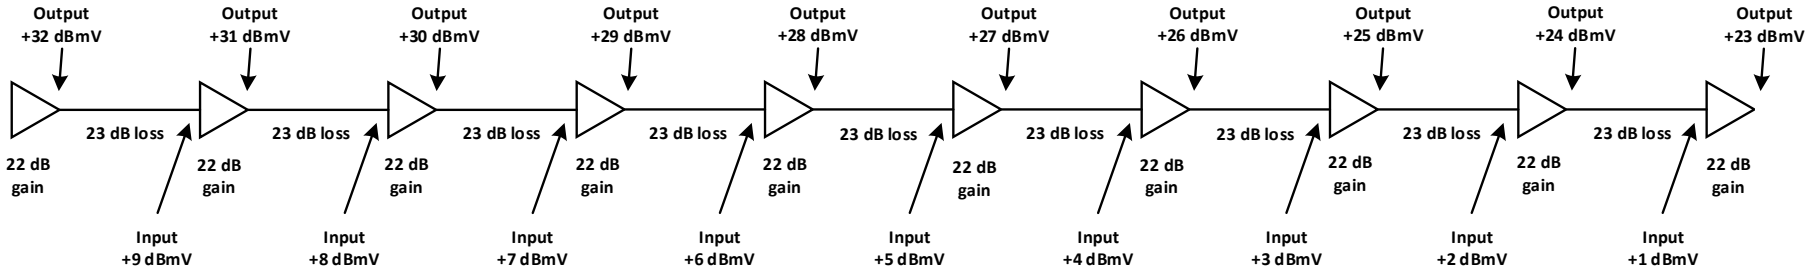 Output
+32 dBmV
Output
+31 dBmV
Output
+30 dBmV
Output
+29 dBmV
Output
+28 dBmV
Output
+27 dBmV
Output
+26 dBmV
Output
+25 dBmV
Output
+24 dBmV
Output
+23 dBmV
23 dB loss
23 dB loss
23 dB loss
23 dB loss
23 dB loss
23 dB loss
23 dB loss
23 dB loss
23 dB loss
22 dB
gain
22 dB
gain
22 dB
gain
22 dB
gain
22 dB
gain
22 dB
gain
22 dB
gain
22 dB
gain
22 dB
gain
22 dB
gain
Input
+9 dBmV
Input
+8 dBmV
Input
+7 dBmV
Input
+6 dBmV
Input
+5 dBmV
Input
+4 dBmV
Input
+3 dBmV
Input
+2 dBmV
Input
+1 dBmV